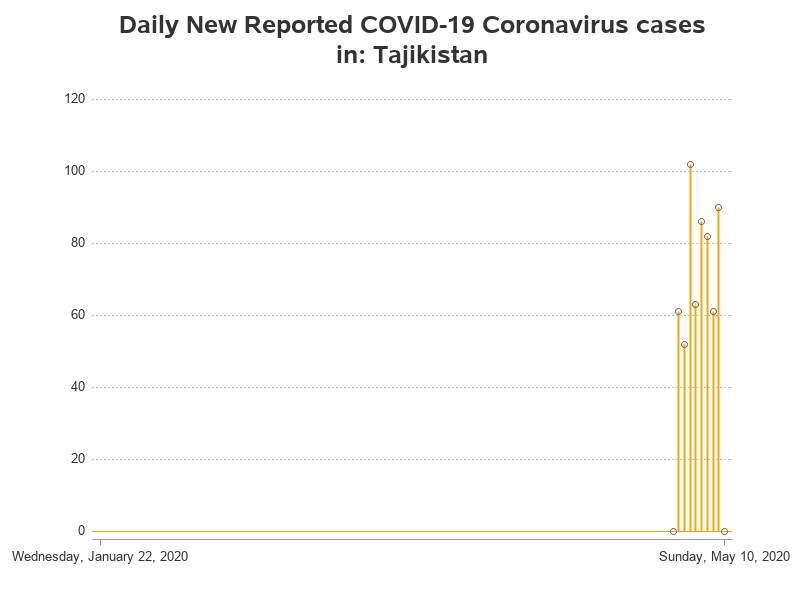 Daily New Reported COVID-19 Coronavirus cases
in: Tajikistan
120
100
80
60
40
20
0
Wednesday, January 22, 2020
Sunday, May 10, 2020